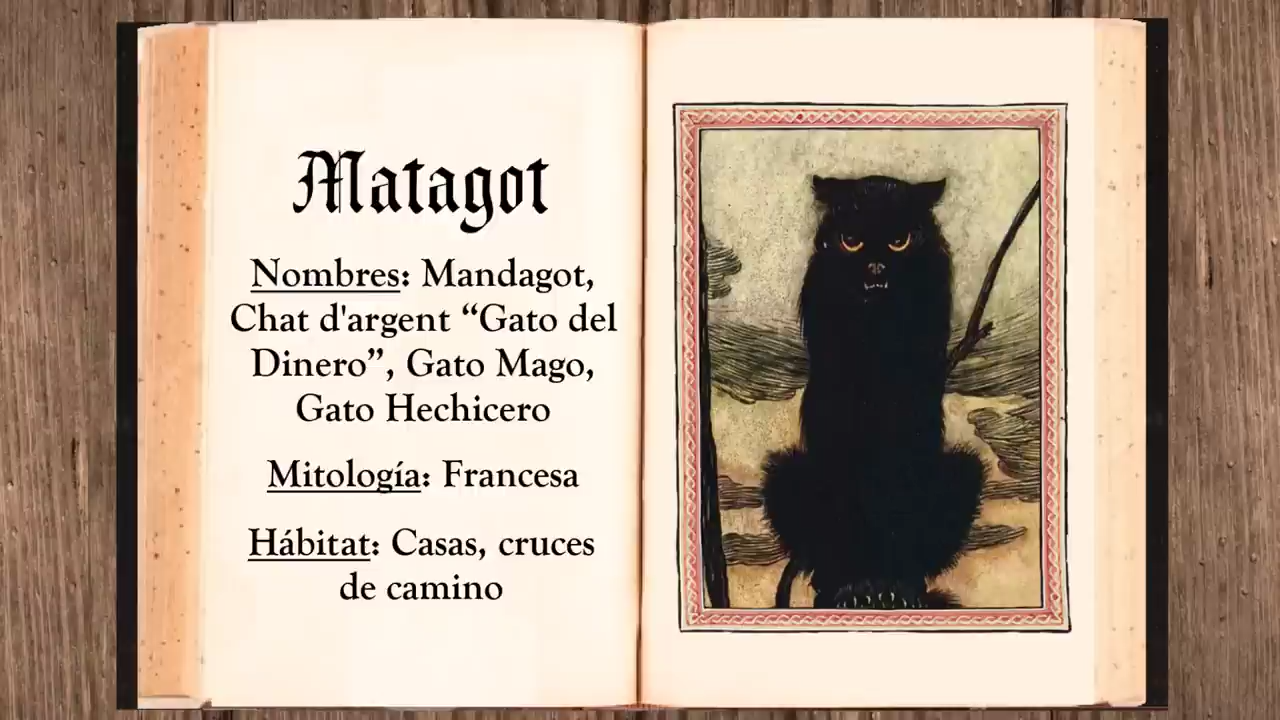 Matagot
Nombres: Mandagot,
Chat d'argent “Gato del
Dinero”, Gato Mago,
Gato Hechicero
Mitología: Francesa
Hábitat: Casas, cruces
de camino